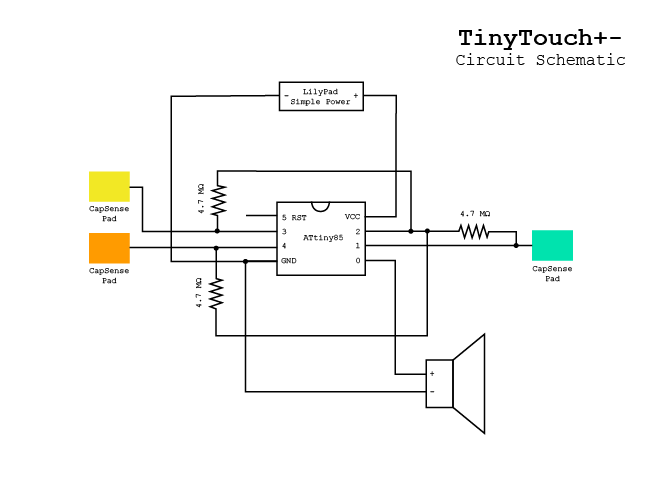 TinyTouch+-
Circuit Schematic
LilyPad
- Simple Power +
4.7 MΩ
CapSense
Pad
5 RST VCC
3 2
4 1
GND 0
ATtiny85
4.7 MΩ
CapSense
Pad
CapSense
Pad
4.7 MΩ
+
-